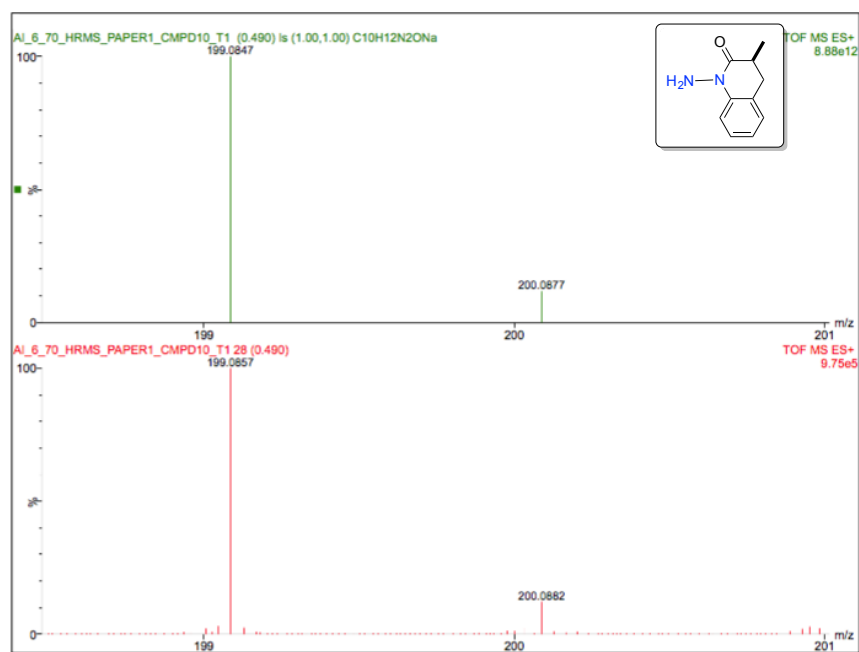 AI_6_70_HRMS_PAPER1_CMPD10_T1 (0.490) Is (1.00,1.00) C10H12N2ONa
TOF MS ES+
8.88e12
100
199.0847
O
H₂N
N
%
200.0877
0
199
200
201
m/z
AI_6_70_HRMS_PAPER1_CMPD10_T1 28 (0.490)
TOF MS ES+
9.75e5
100
199.0857
%
200.0882
0
199
200
201
m/z